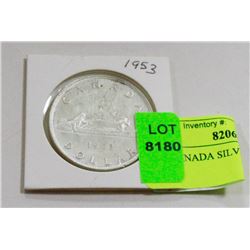 1953
CANADA
DOLLAR
LOT
8180
Inventory #:
8206
NADA SILV